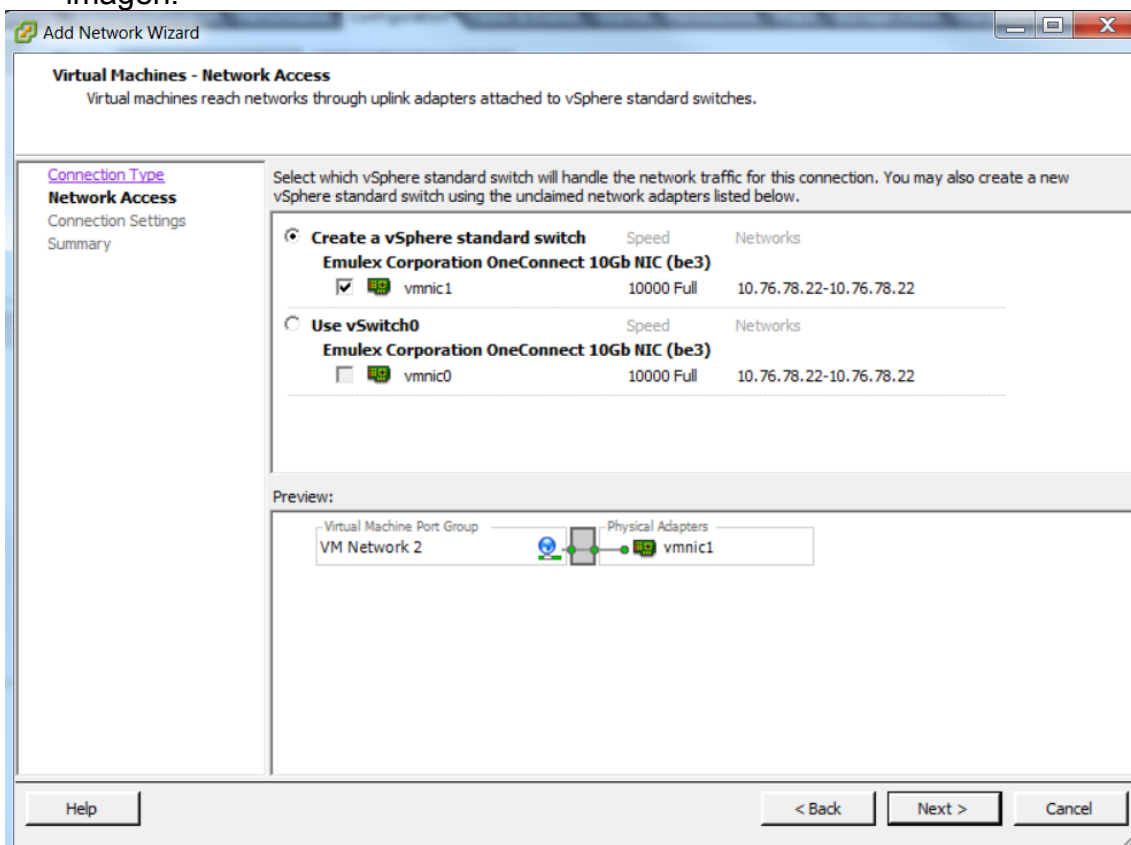 imagen.
Add Network Wizard
Virtual Machines - Network Access
Virtual machines reach networks through uplink adapters attached to vSphere standard switches.
Connection Type
Network Access
Connection Settings
Summary
Select which vSphere standard switch will handle the network traffic for this connection. You may also create a new
vSphere standard switch using the unclaimed network adapters listed below.
Create a vSphere standard switch Speed Networks
Emulex Corporation OneConnect 10Gb NIC (be3)
vmnic1 10000 Full 10.76.78.22-10.76.78.22
Use vSwitch0 Speed Networks
Emulex Corporation OneConnect 10Gb NIC (be3)
vmnic0 10000 Full 10.76.78.22-10.76.78.22
Preview:
Virtual Machine Port Group Physical Adapters
VM Network 2 vmnic1
Help < Back Next > Cancel